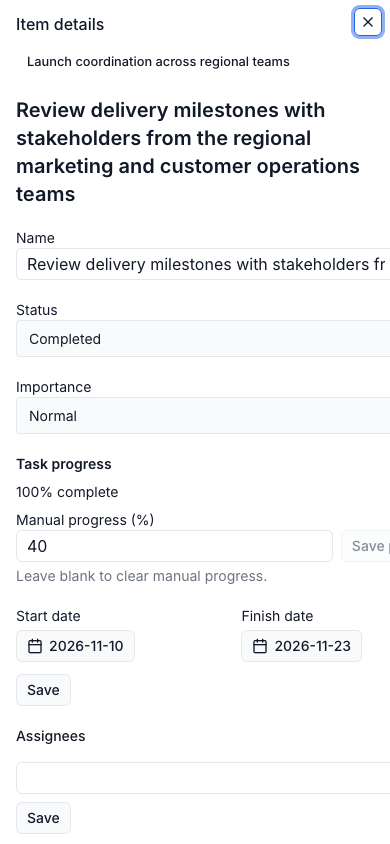 Item details
Launch coordination across regional teams
Review delivery milestones with
stakeholders from the regional
marketing and customer operations
teams
Name
Review delivery milestones with stakeholders fr
Status
Completed
Importance
Normal
Task progress
100% complete
Manual progress (%)
40
Save
Leave blank to clear manual progress.
Start date
Finish date
2026-11-10
2026-11-23
Save
Assignees
Save